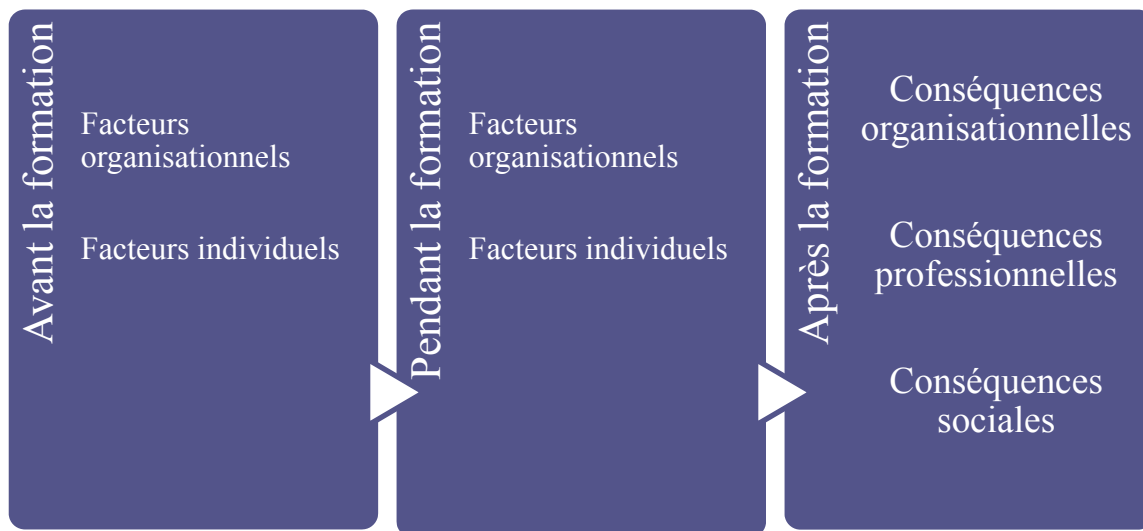 Avant la formation
Facteurs
organisationnels
Facteurs individuels
Pendant la formation
Facteurs
organisationnels
Facteurs individuels
Après la formation
Conséquences
organisationnelles
Conséquences
professionnelles
Conséquences
sociales